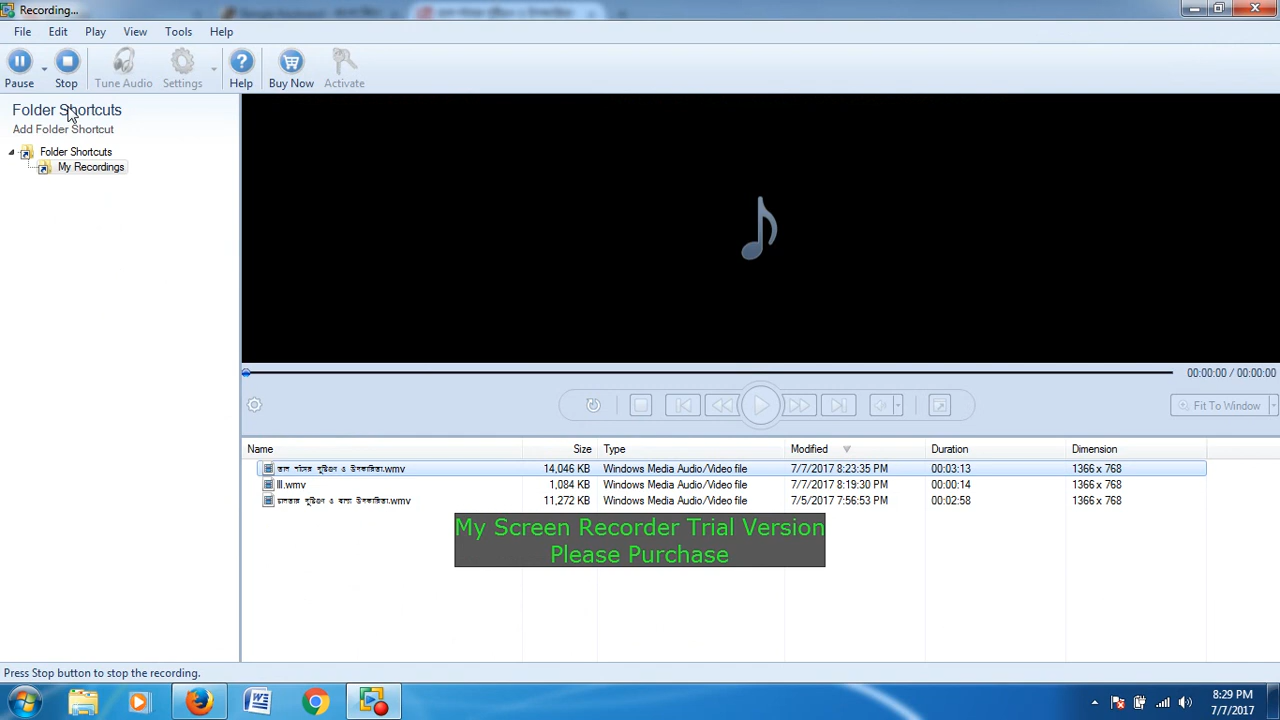 Recording...
File Edit Play View Tools Help
Pause Stop Tune Audio Settings Help Buy Now Activate
Folder Shortcuts
Add Folder Shortcut
Folder Shortcuts
My Recordings
00:00:00 / 00:00:00
Fit To Window
Name Size Type Modified Duration Dimension
ও উপকারিতা.wmv 14,046 KB Windows Media Audio/Video file 7/7/2017 8:23:35 PM 00:03:13 1366 x 768
lll.wmv 1,084 KB Windows Media Audio/Video file 7/7/2017 8:19:30 PM 00:00:14 1366 x 768
চালতার পুষ্টিগুণ ও উপকারিতা.wmv 11,272 KB Windows Media Audio/Video file 7/5/2017 7:56:53 PM 00:02:58 1366 x 768
My Screen Recorder Trial Version
Please Purchase
Press Stop button to stop the recording.
8:29 PM
7/7/2017